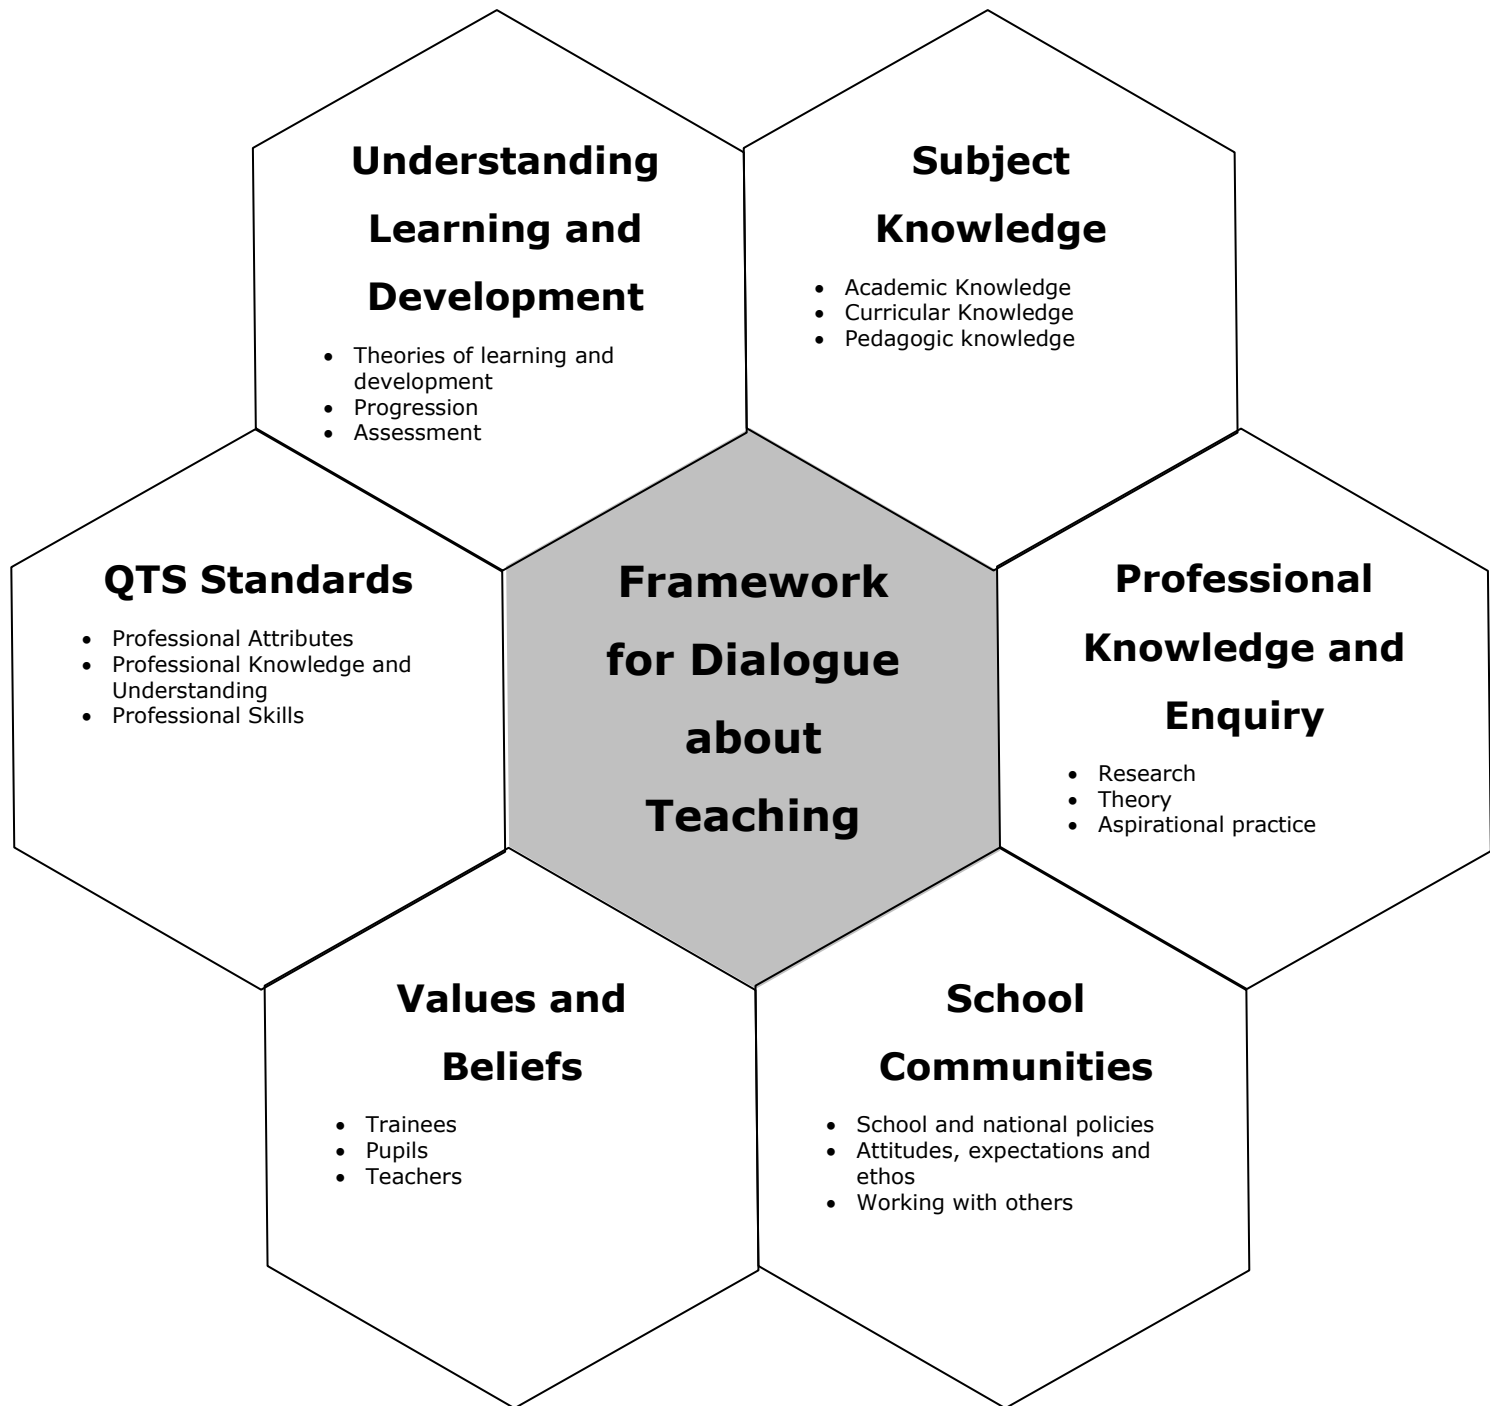 Understanding
Learning and
Development
• Theories of learning and
development
• Progression
• Assessment
Subject
Knowledge
• Academic Knowledge
• Curricular Knowledge
• Pedagogic knowledge
QTS Standards
• Professional Attributes
• Professional Knowledge and
Understanding
• Professional Skills
Framework
for Dialogue
about
Teaching
Professional
Knowledge and
Enquiry
• Research
• Theory
• Aspirational practice
Values and
Beliefs
• Trainees
• Pupils
• Teachers
School
Communities
• School and national policies
• Attitudes, expectations and
ethos
• Working with others